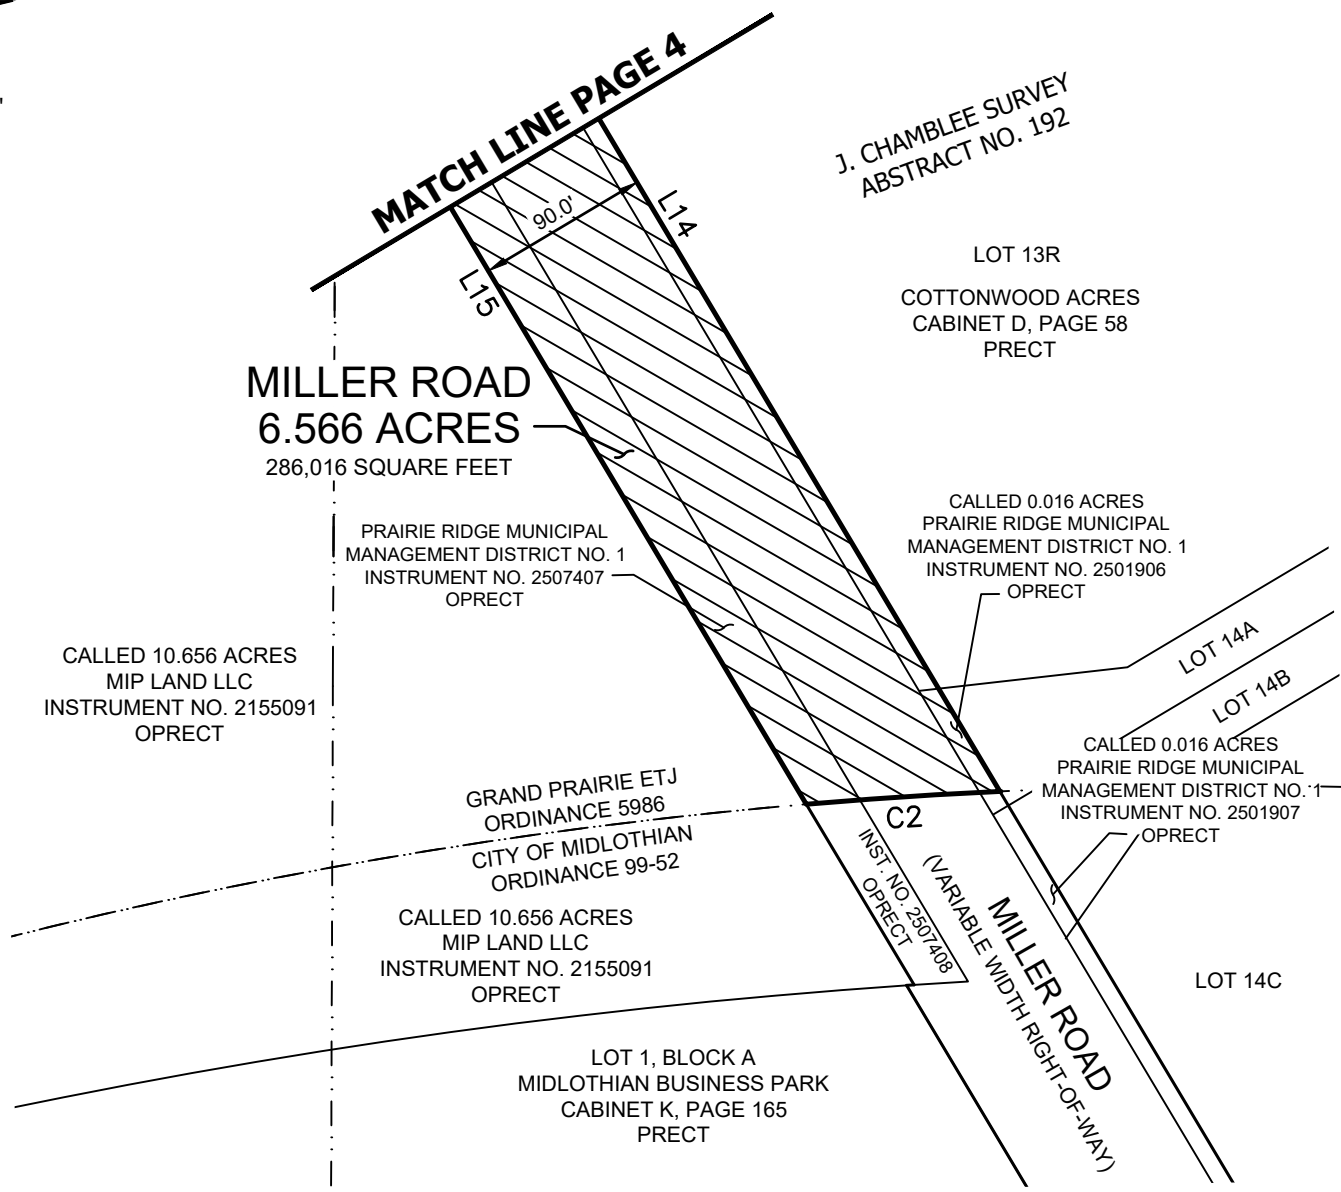 MATCH LINE PAGE 4
J. CHAMBLEE SURVEY
ABSTRACT NO. 192
90.0'
L14
L15
LOT 13R
COTTONWOOD ACRES
CABINET D, PAGE 58
PRECT
MILLER ROAD
6.566 ACRES
286,016 SQUARE FEET
PRAIRIE RIDGE MUNICIPAL
MANAGEMENT DISTRICT NO. 1
INSTRUMENT NO. 2507407
OPRECT
CALLED 0.016 ACRES
PRAIRIE RIDGE MUNICIPAL
MANAGEMENT DISTRICT NO. 1
INSTRUMENT NO. 2501906
OPRECT
LOT 14A
LOT 14B
CALLED 10.656 ACRES
MIP LAND LLC
INSTRUMENT NO. 2155091
OPRECT
CALLED 0.016 ACRES
PRAIRIE RIDGE MUNICIPAL
MANAGEMENT DISTRICT NO. 1
INSTRUMENT NO. 2501907
OPRECT
GRAND PRAIRIE ETJ
ORDINANCE 5986
CITY OF MIDLOTHIAN
ORDINANCE 99-52
C2
INST. NO. 2507408
OPRECT
MILLER ROAD
(VARIABLE WIDTH RIGHT-OF-WAY)
CALLED 10.656 ACRES
MIP LAND LLC
INSTRUMENT NO. 2155091
OPRECT
LOT 14C
LOT 1, BLOCK A
MIDLOTHIAN BUSINESS PARK
CABINET K, PAGE 165
PRECT